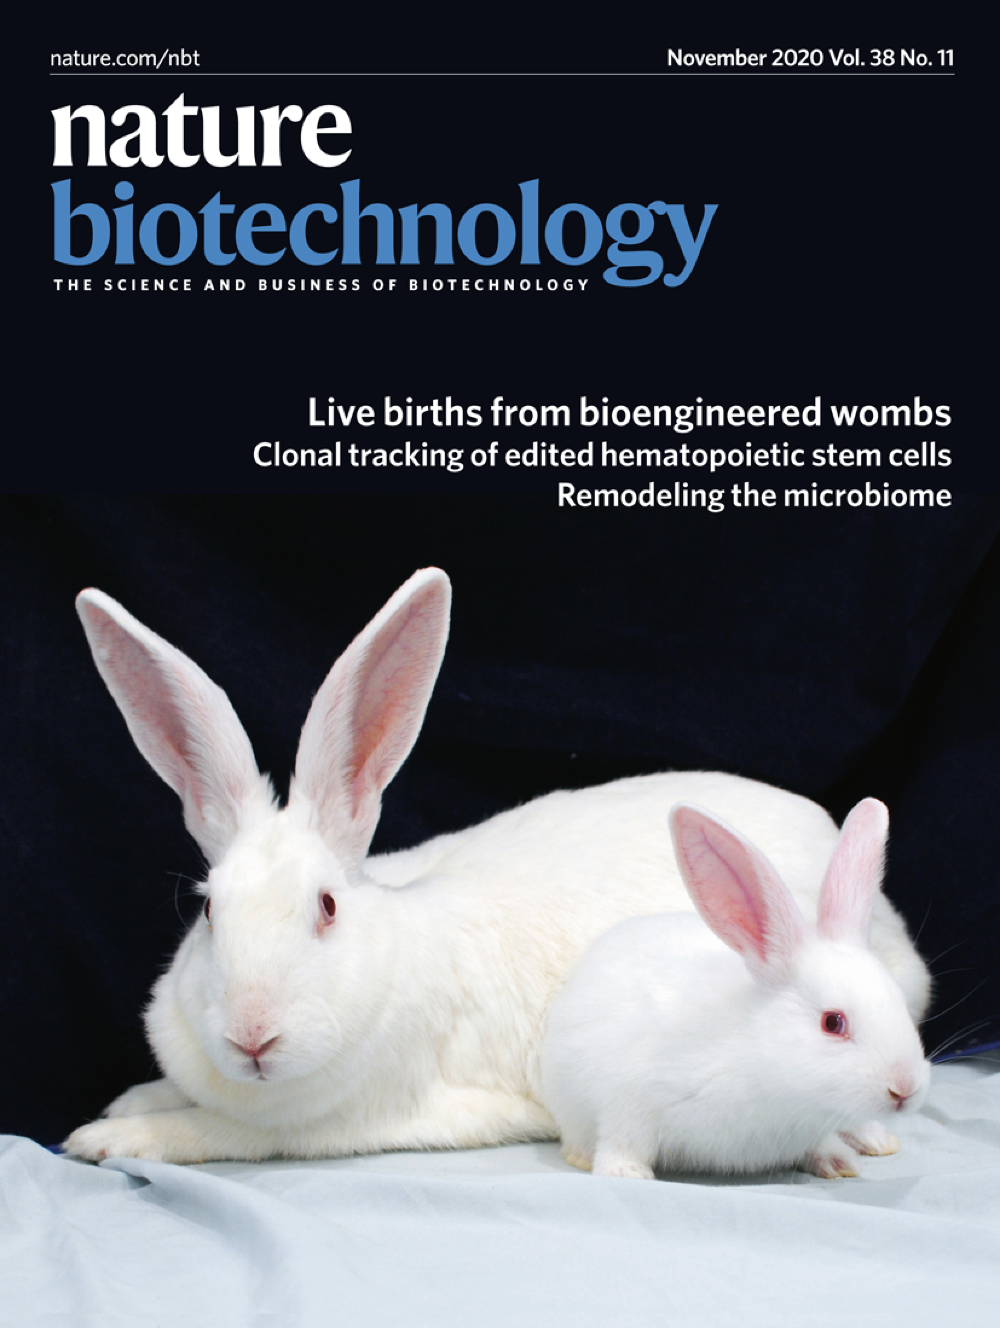 nature.com/nbt
November 2020 Vol. 38 No. 11
nature
biotechnology
THE SCIENCE AND BUSINESS OF BIOTECHNOLOGY
Live births from bioengineered wombs
Clonal tracking of edited hematopoietic stem cells
Remodeling the microbiome